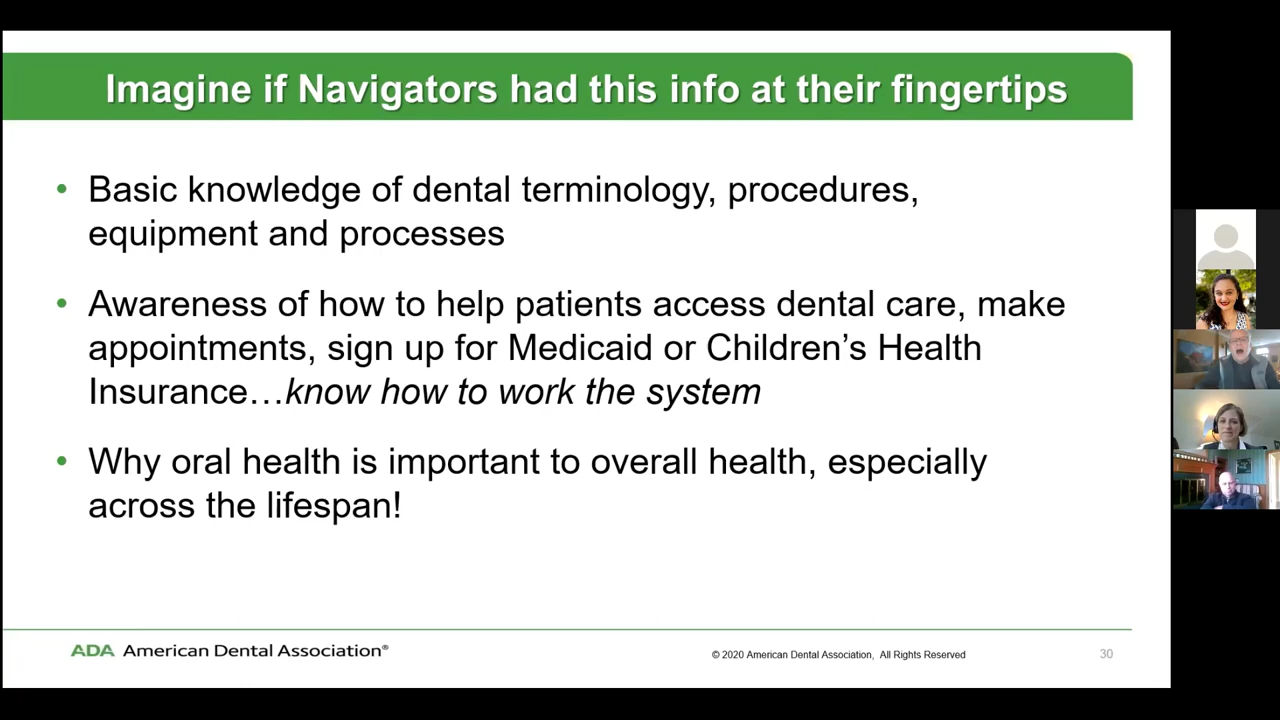 Imagine if Navigators had this info at their fingertips
• Basic knowledge of dental terminology, procedures,
equipment and processes
• Awareness of how to help patients access dental care, make
appointments, sign up for Medicaid or Children's Health
Insurance…know how to work the system
• Why oral health is important to overall health, especially
across the lifespan!
ADA American Dental Association®
© 2020 American Dental Association, All Rights Reserved
30